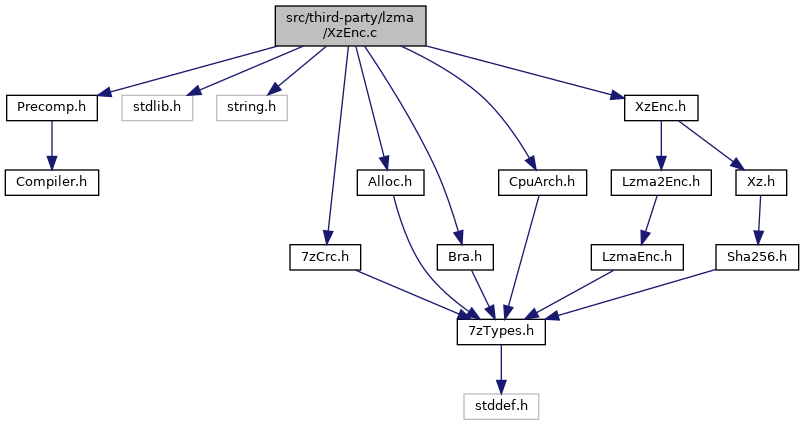 src/third-party/lzma
/XzEnc.c
Precomp.h
stdlib.h
string.h
XzEnc.h
Compiler.h
Alloc.h
CpuArch.h
Lzma2Enc.h
Xz.h
7zCrc.h
Bra.h
LzmaEnc.h
Sha256.h
7zTypes.h
stddef.h